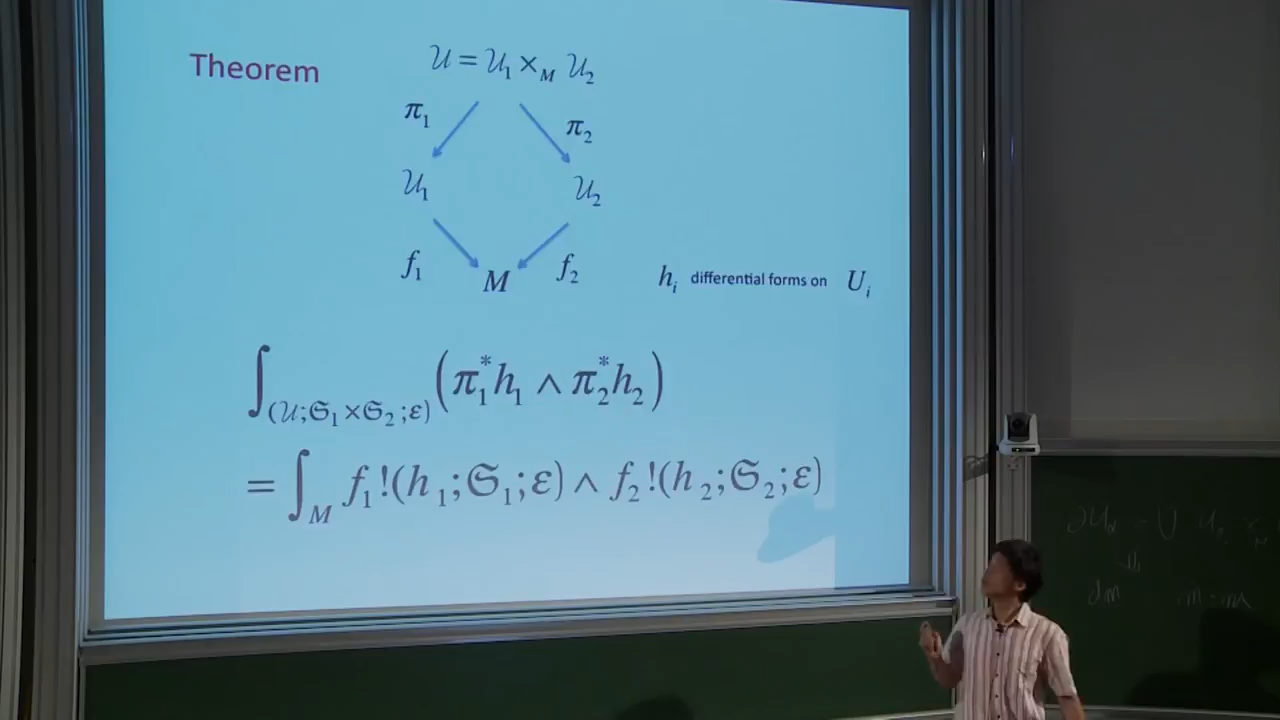 Theorem
𝒰 = 𝒰₁ ×_M 𝒰₂
π₁
π₂
𝒰₁
𝒰₂
f₁
M
f₂
hᵢ differential forms on Uᵢ
∫_(𝒰;𝔖₁×𝔖₂;ε) (π₁*h₁ ∧ π₂*h₂)
= ∫_M f₁!(h₁;𝔖₁;ε) ∧ f₂!(h₂;𝔖₂;ε)